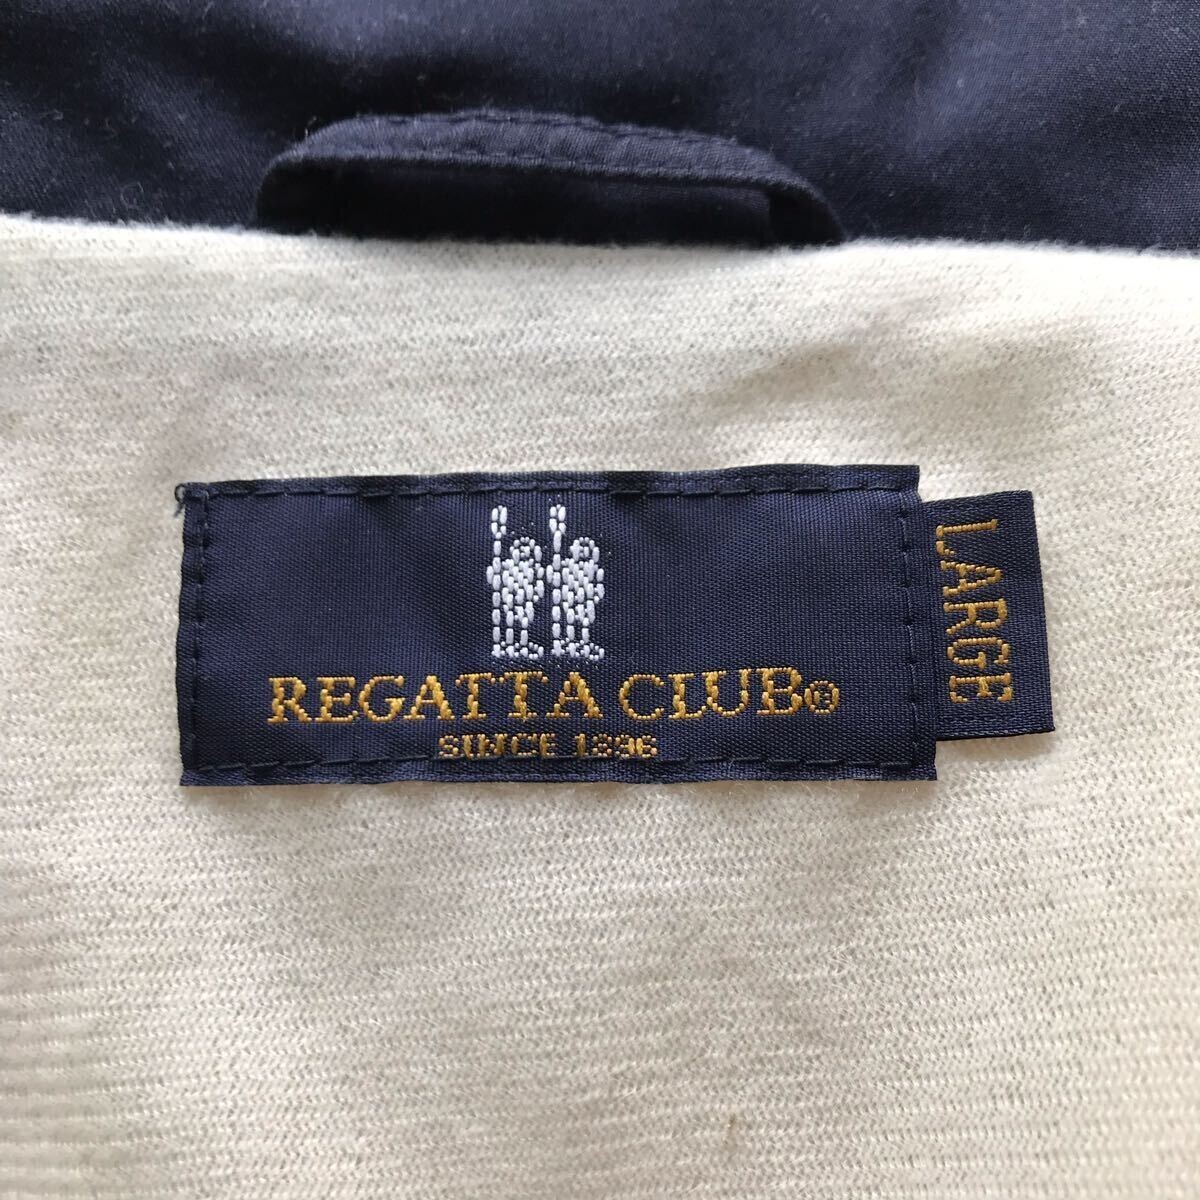 REGATTA CLUB®
SINCE 1896
LARGE